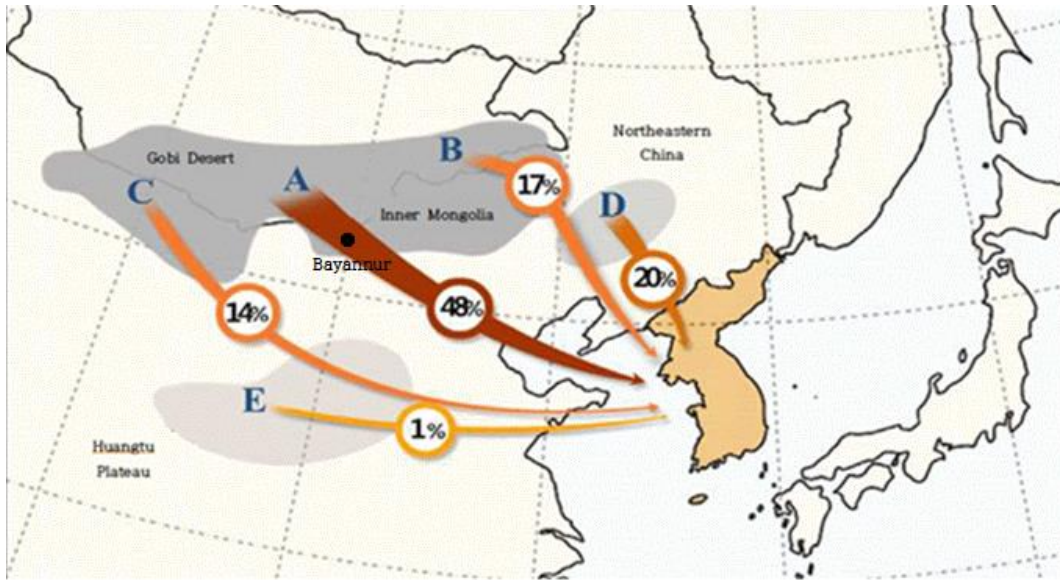 Northeastern
China
Gobi Desert
B
17%
C
A
Inner Mongolia
D
Bayannur
20%
14%
48%
E
1%
Huangtu
Plateau